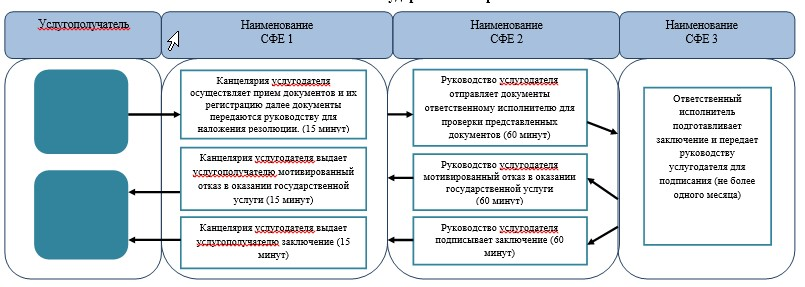 Услугополучатель
Наименование
СФЕ 1
Наименование
СФЕ 2
Наименование
СФЕ 3
Канцелярия услугодателя
осуществляет прием документов и их
регистрацию далее документы
передаются руководству для
наложения резолюции. (15 минут)
Руководство услугодателя
отправляет документы
ответственному исполнителю для
проверки представленных
документов (60 минут)
Ответственный
исполнитель
подготавливает
заключение и передает
руководству
услугодателя для
подписания (не более
одного месяца)
Канцелярия услугодателя выдает
услугополучателю мотивированный
отказ в оказании государственной
услуги (15 минут)
Руководство услугодателя
мотивированный отказ в оказании
государственной услуги
(60 минут)
Канцелярия услугодателя выдает
услугополучателю заключение (15
минут)
Руководство услугодателя
подписывает заключение (60
минут)